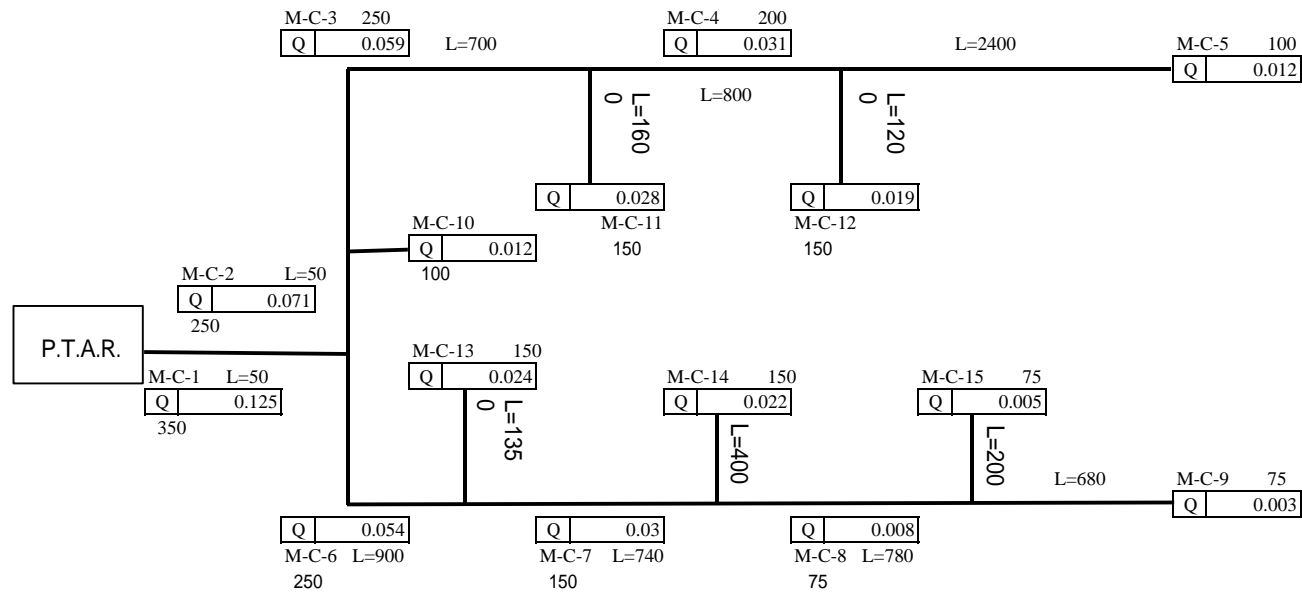 M-C-3 250
Q 0.059
L=700
M-C-4 200
Q 0.031
L=2400
M-C-5 100
Q 0.012
L=800
L=160
0
L=120
0
Q 0.028
M-C-11
150
Q 0.019
M-C-12
150
M-C-10
Q 0.012
100
M-C-2 L=50
Q 0.071
250
P.T.A.R.
M-C-1 L=50
Q 0.125
350
M-C-13 150
Q 0.024
L=135
0
M-C-14 150
Q 0.022
L=400
M-C-15 75
Q 0.005
L=200
L=680
M-C-9 75
Q 0.003
Q 0.054
M-C-6 L=900
250
Q 0.03
M-C-7 L=740
150
Q 0.008
M-C-8 L=780
75